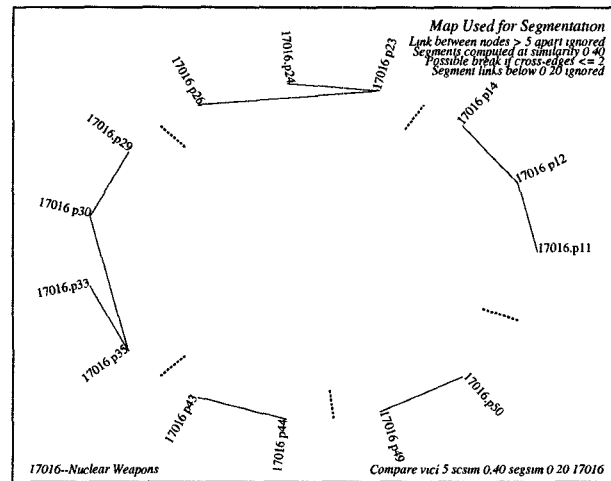 Map Used for Segmentation
Link between nodes > 5 apart ignored
Segments computed at similarity 0 40
Possible break if cross-edges <= 2
Segment links below 0 20 ignored
17016 p23
17016.p24
17016 p26
17016 p14
17016.p29
17016 p12
17016 p30
17016.p11
17016.p33
17016 p35
17016.p50
17016 p43
17016 p44
17016 p49
17016--Nuclear Weapons
Compare vici 5 scsim 0.40 segsim 0 20 17016